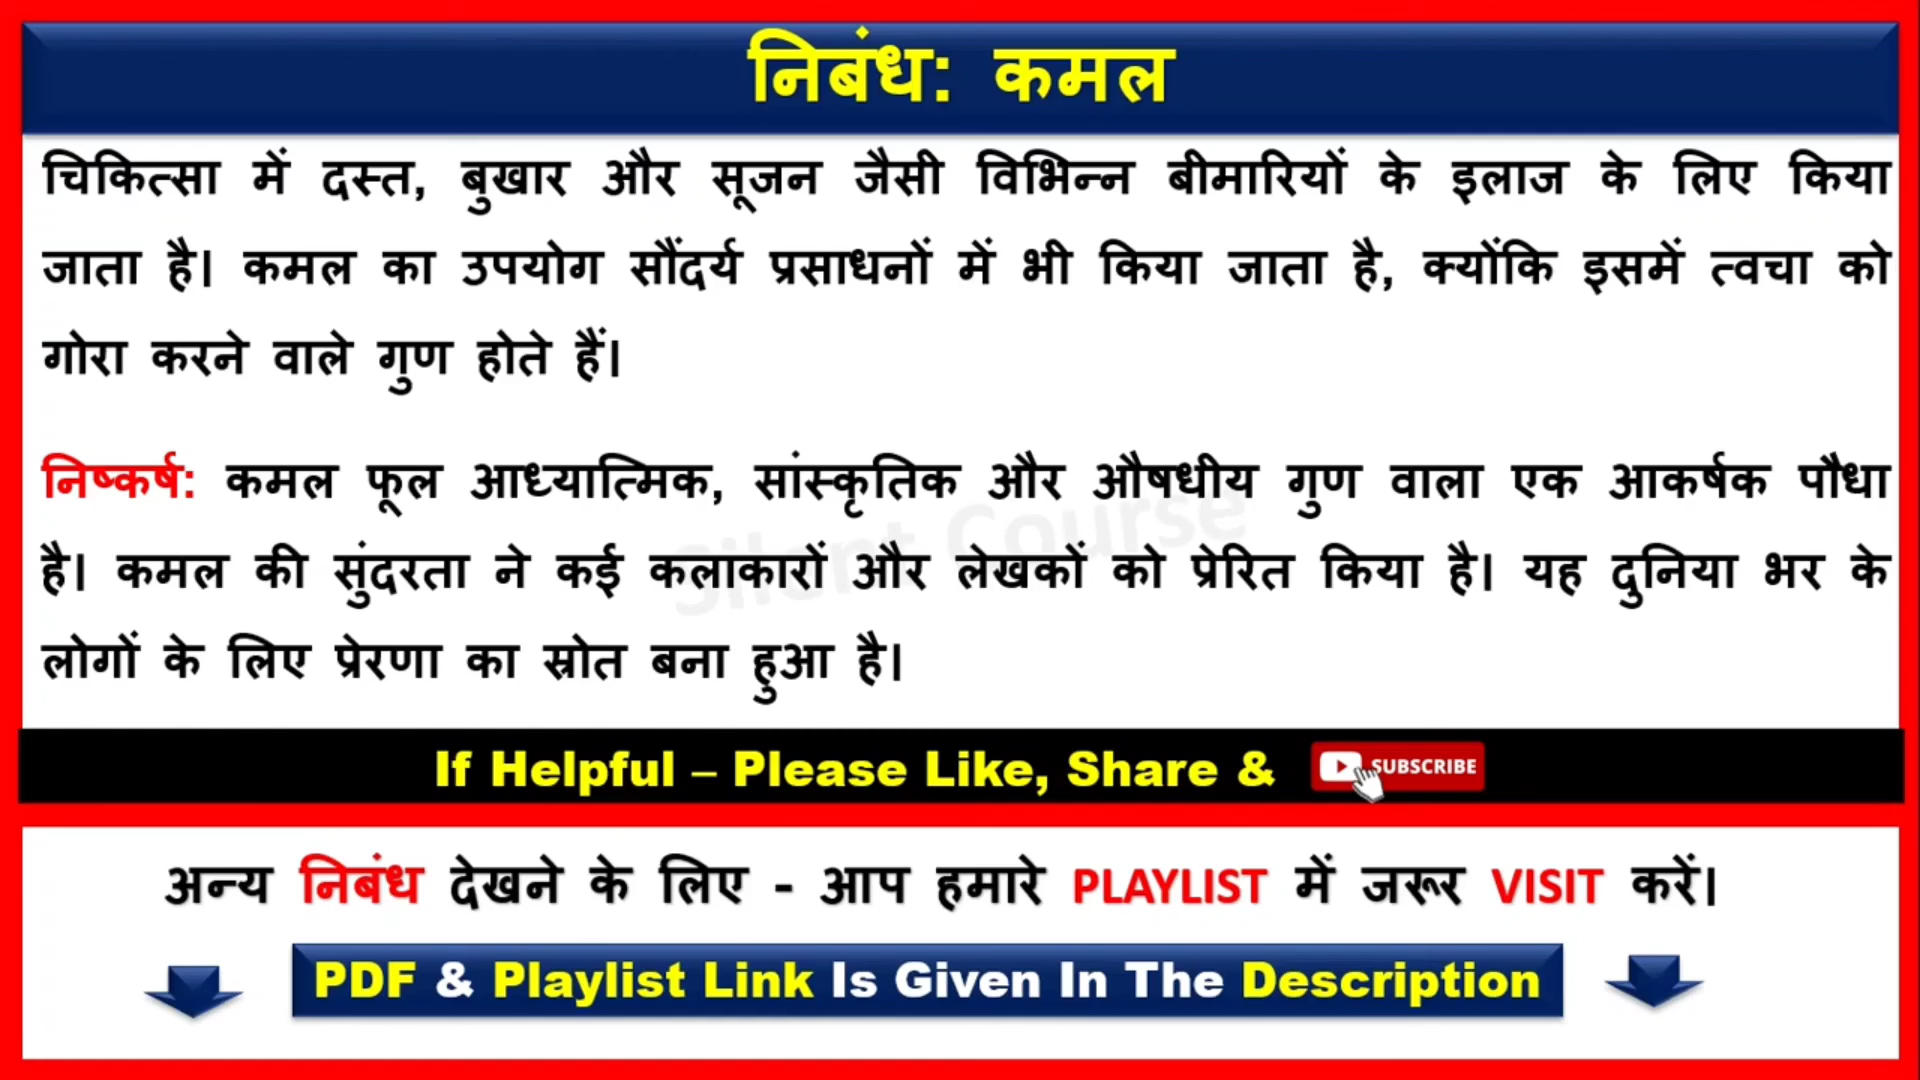 निबंध: कमल
चिकित्सा में दस्त, बुखार और सूजन जैसी विभिन्न बीमारियों के इलाज के लिए किया
जाता है। कमल का उपयोग सौंदर्य प्रसाधनों में भी किया जाता है, क्योंकि इसमें त्वचा को
गोरा करने वाले गुण होते हैं।
निष्कर्ष: कमल फूल आध्यात्मिक, सांस्कृतिक और औषधीय गुण वाला एक आकर्षक पौधा
है। कमल की सुंदरता ने कई कलाकारों और लेखकों को प्रेरित किया है। यह दुनिया भर के
लोगों के लिए प्रेरणा का स्रोत बना हुआ है।
Silent Course
If Helpful – Please Like, Share & SUBSCRIBE
अन्य निबंध देखने के लिए - आप हमारे PLAYLIST में जरूर VISIT करें।
PDF & Playlist Link Is Given In The Description